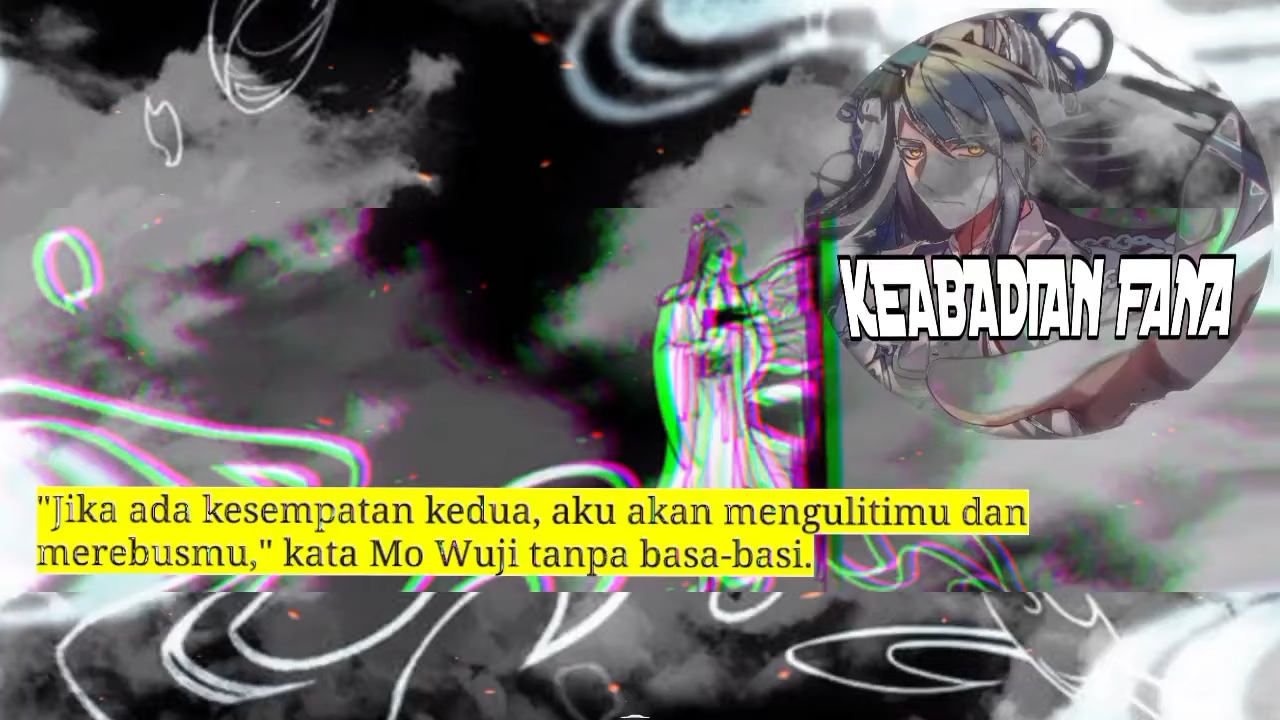 KEABADIAN FANA
"Jika ada kesempatan kedua, aku akan mengulitimu dan
merebusmu," kata Mo Wuji tanpa basa-basi.